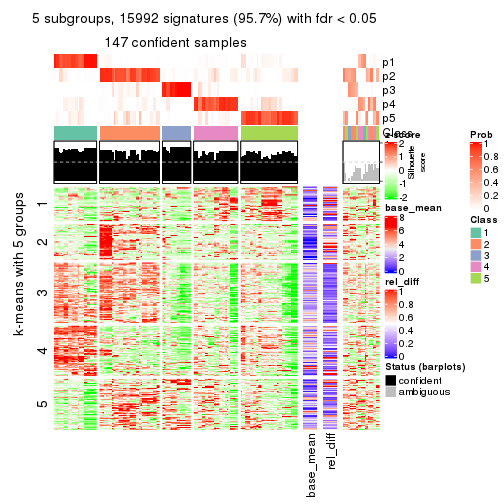 5 subgroups, 15992 signatures (95.7%) with fdr < 0.05
147 confident samples
p1
p2
p3
p4
p5
Class
z-score
2
1
0
-1
-2
Silhouette
score
base_mean
8
6
4
2
0
rel_diff
1
0.8
0.6
0.4
0.2
0
Status (barplots)
confident
ambiguous
Prob
1
0.8
0.6
0.4
0.2
0
Class
1
2
3
4
5
k-means with 5 groups
1
2
3
4
5
base_mean
rel_diff